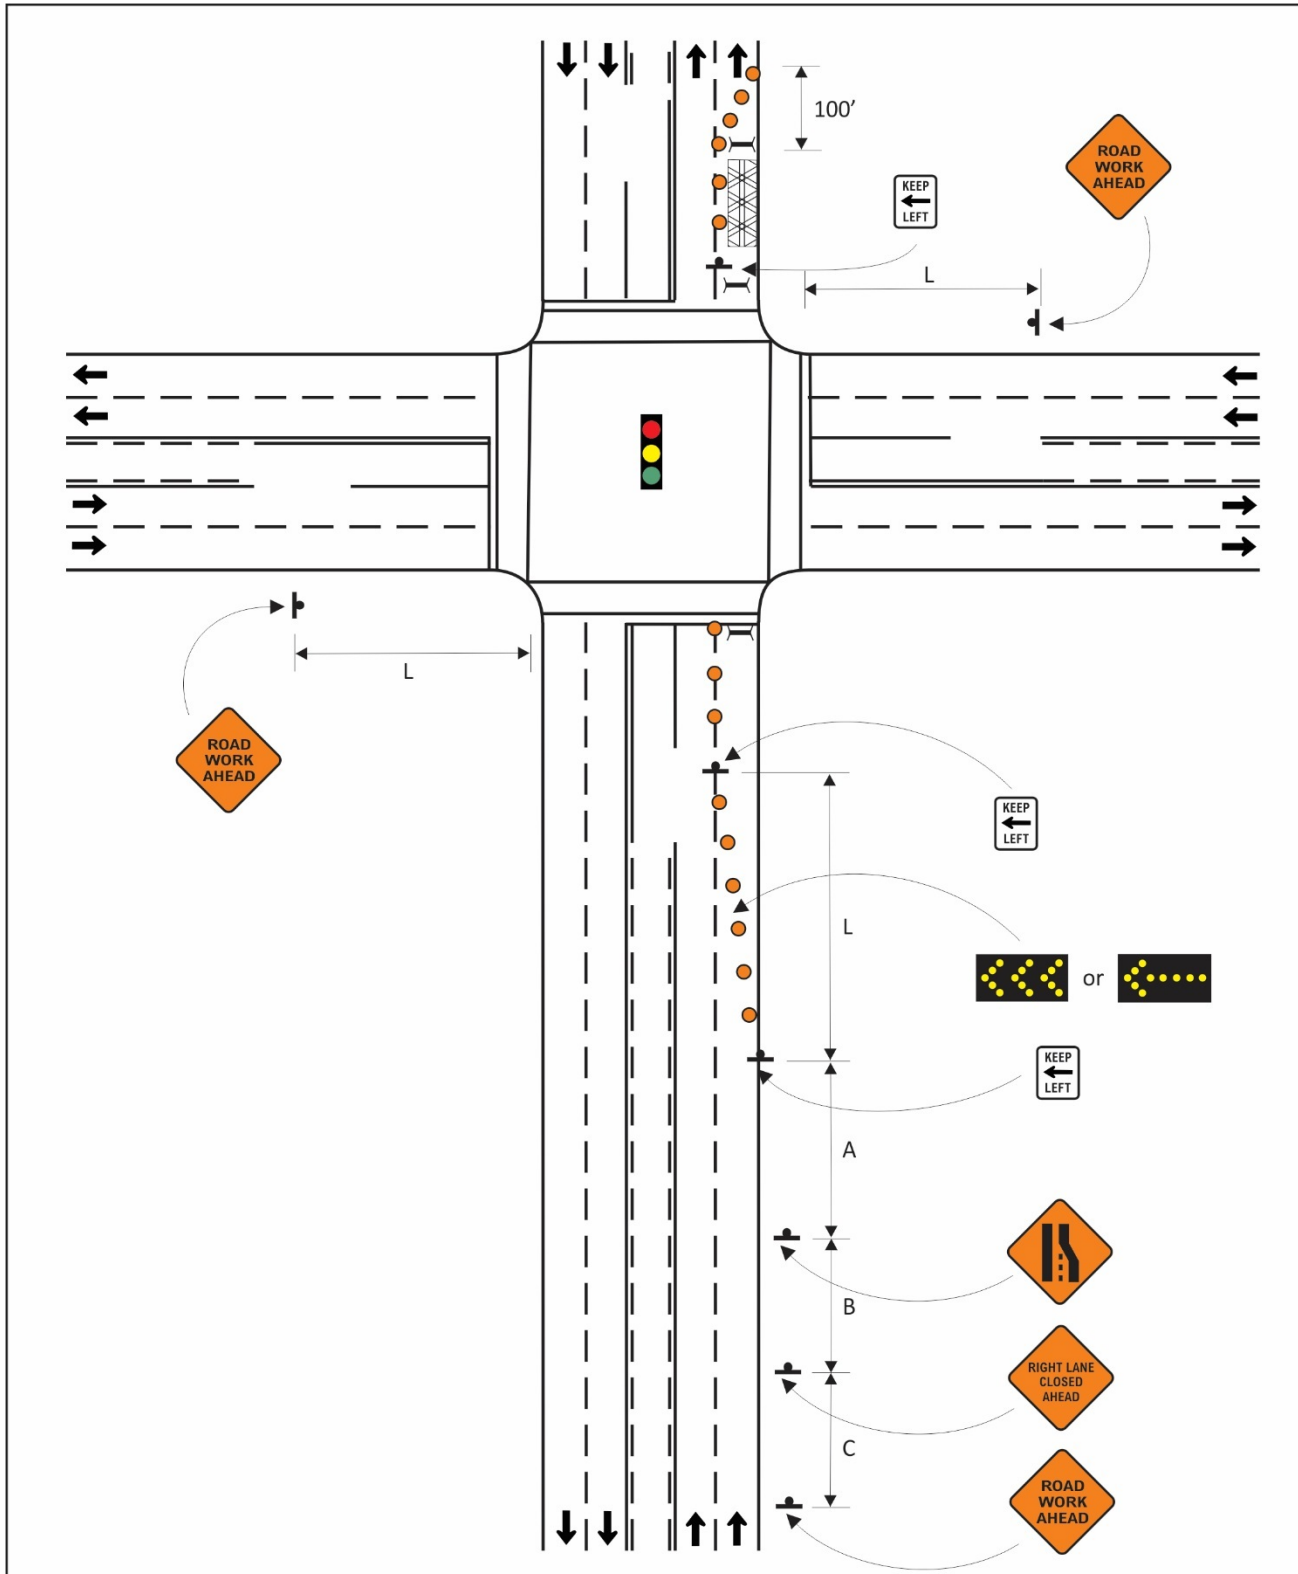 100’
ROAD
WORK
AHEAD
KEEP
LEFT
L
L
ROAD
WORK
AHEAD
KEEP
LEFT
L
or
KEEP
LEFT
A
B
RIGHT LANE
CLOSED
AHEAD
C
ROAD
WORK
AHEAD